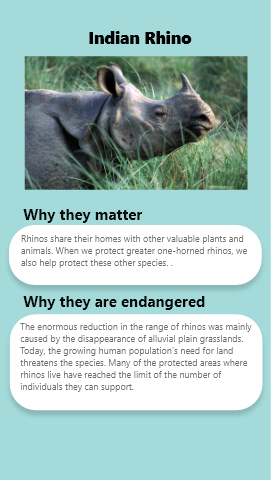 Indian Rhino
Why they matter
Rhinos share their homes with other valuable plants and
animals. When we protect greater one-horned rhinos, we
also help protect these other species. .
Why they are endangered
The enormous reduction in the range of rhinos was mainly
caused by the disappearance of alluvial plain grasslands.
Today, the growing human population's need for land
threatens the species. Many of the protected areas where
rhinos live have reached the limit of the number of
individuals they can support.